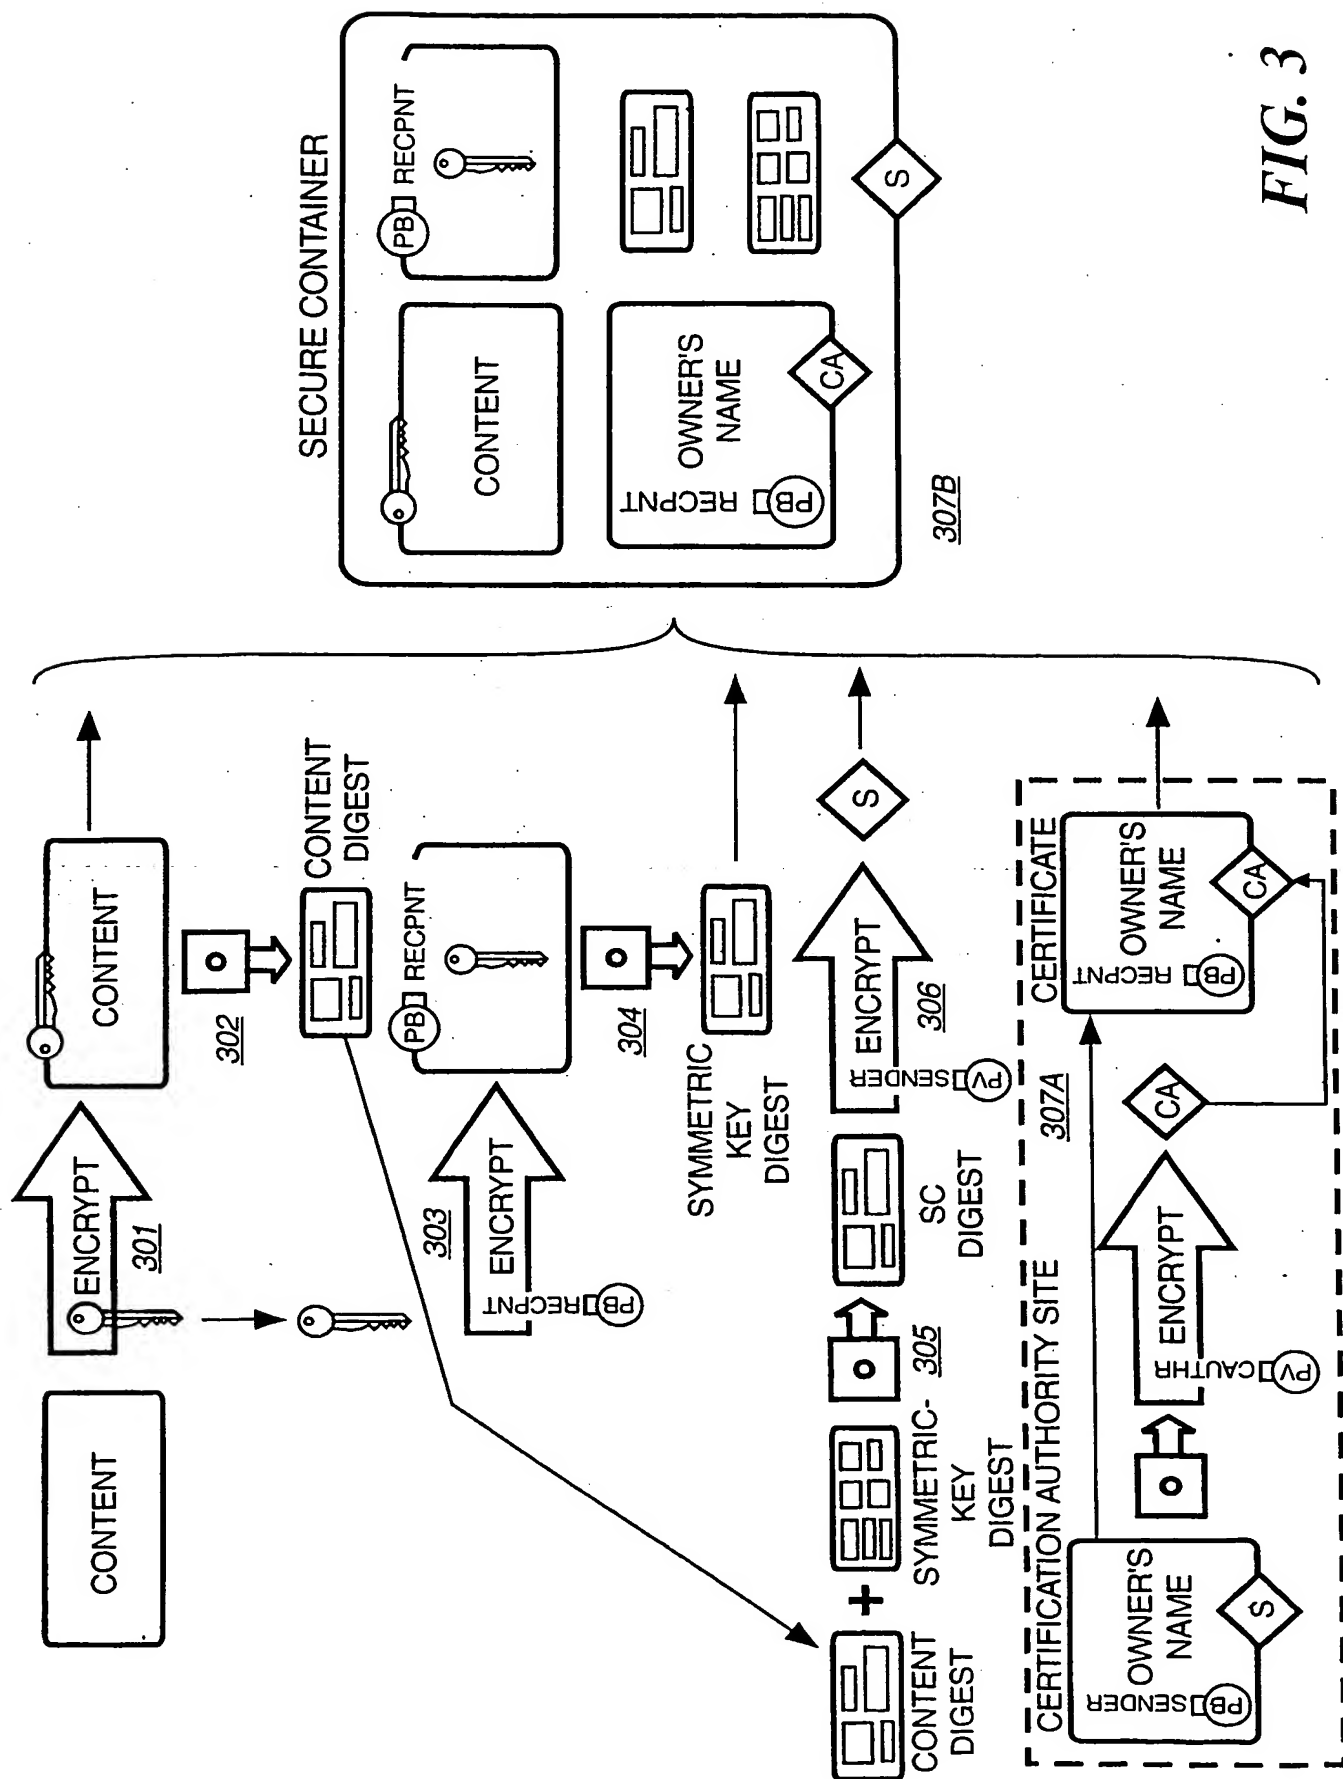 CONTENT
ENCRYPT
301
CONTENT
302
CONTENT
DIGEST
303
ENCRYPT
RECPNT
PB
PB
RECPNT
304
SYMMETRIC
KEY
DIGEST
CONTENT
DIGEST
+
SYMMETRIC-
KEY
DIGEST
305
SC
DIGEST
ENCRYPT
SENDER
PV
306
S
CERTIFICATION AUTHORITY SITE
307A
CERTIFICATE
SENDER
PB
OWNER'S
NAME
S
ENCRYPT
CAUTHR
PV
CA
RECPNT
PB
OWNER'S
NAME
CA
SECURE CONTAINER
CONTENT
PB
RECPNT
RECPNT
PB
OWNER'S
NAME
CA
S
307B
FIG. 3